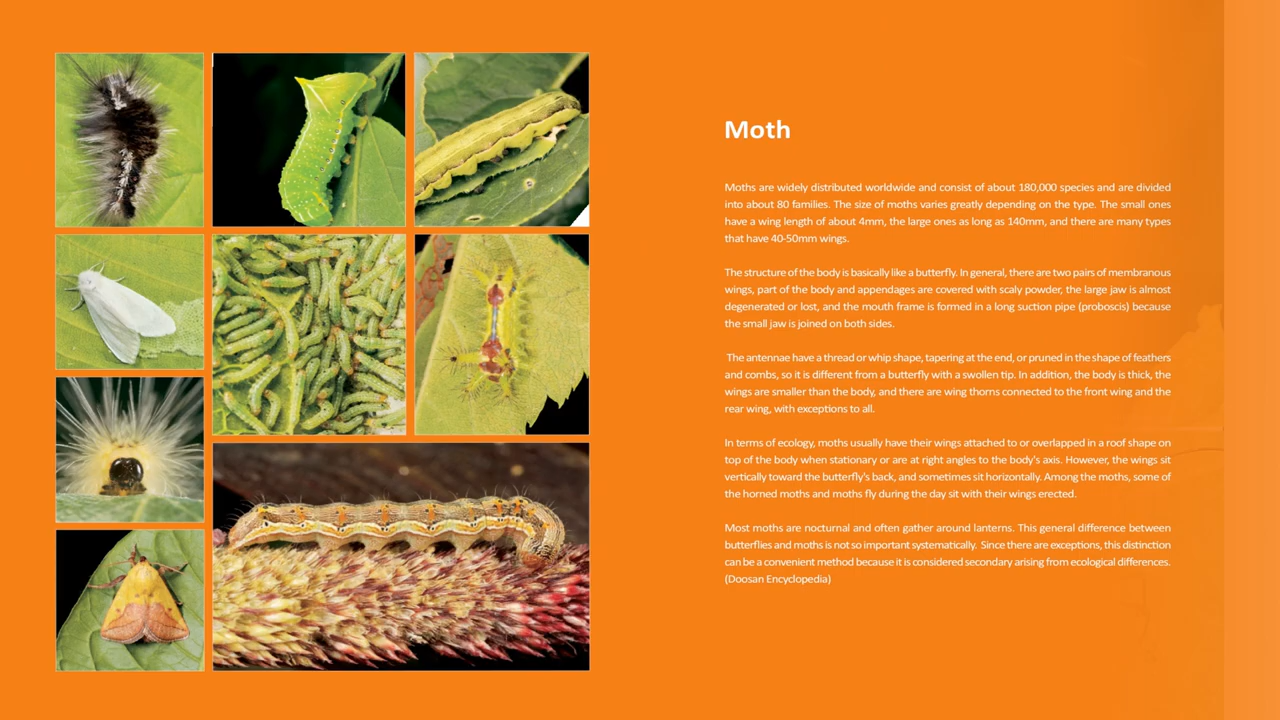 Moth
Moths are widely distributed worldwide and consist of about 180,000 species and are divided
into about 80 families. The size of moths varies greatly depending on the type. The small ones
have a wing length of about 4mm, the large ones as long as 140mm, and there are many types
that have 40-50mm wings.
The structure of the body is basically like a butterfly. In general, there are two pairs of membranous
wings, part of the body and appendages are covered with scaly powder, the large jaw is almost
degenerated or lost, and the mouth frame is formed in a long suction pipe (proboscis) because
the small jaw is joined on both sides.
The antennae have a thread or whip shape, tapering at the end, or pruned in the shape of feathers
and combs, so it is different from a butterfly with a swollen tip. In addition, the body is thick, the
wings are smaller than the body, and there are wing thorns connected to the front wing and the
rear wing, with exceptions to all.
In terms of ecology, moths usually have their wings attached to or overlapped in a roof shape on
top of the body when stationary or are at right angles to the body's axis. However, the wings sit
vertically toward the butterfly's back, and sometimes sit horizontally. Among the moths, some of
the horned moths and moths fly during the day sit with their wings erected.
Most moths are nocturnal and often gather around lanterns. This general difference between
butterflies and moths is not so important systematically. Since there are exceptions, this distinction
can be a convenient method because it is considered secondary arising from ecological differences.
(Doosan Encyclopedia)